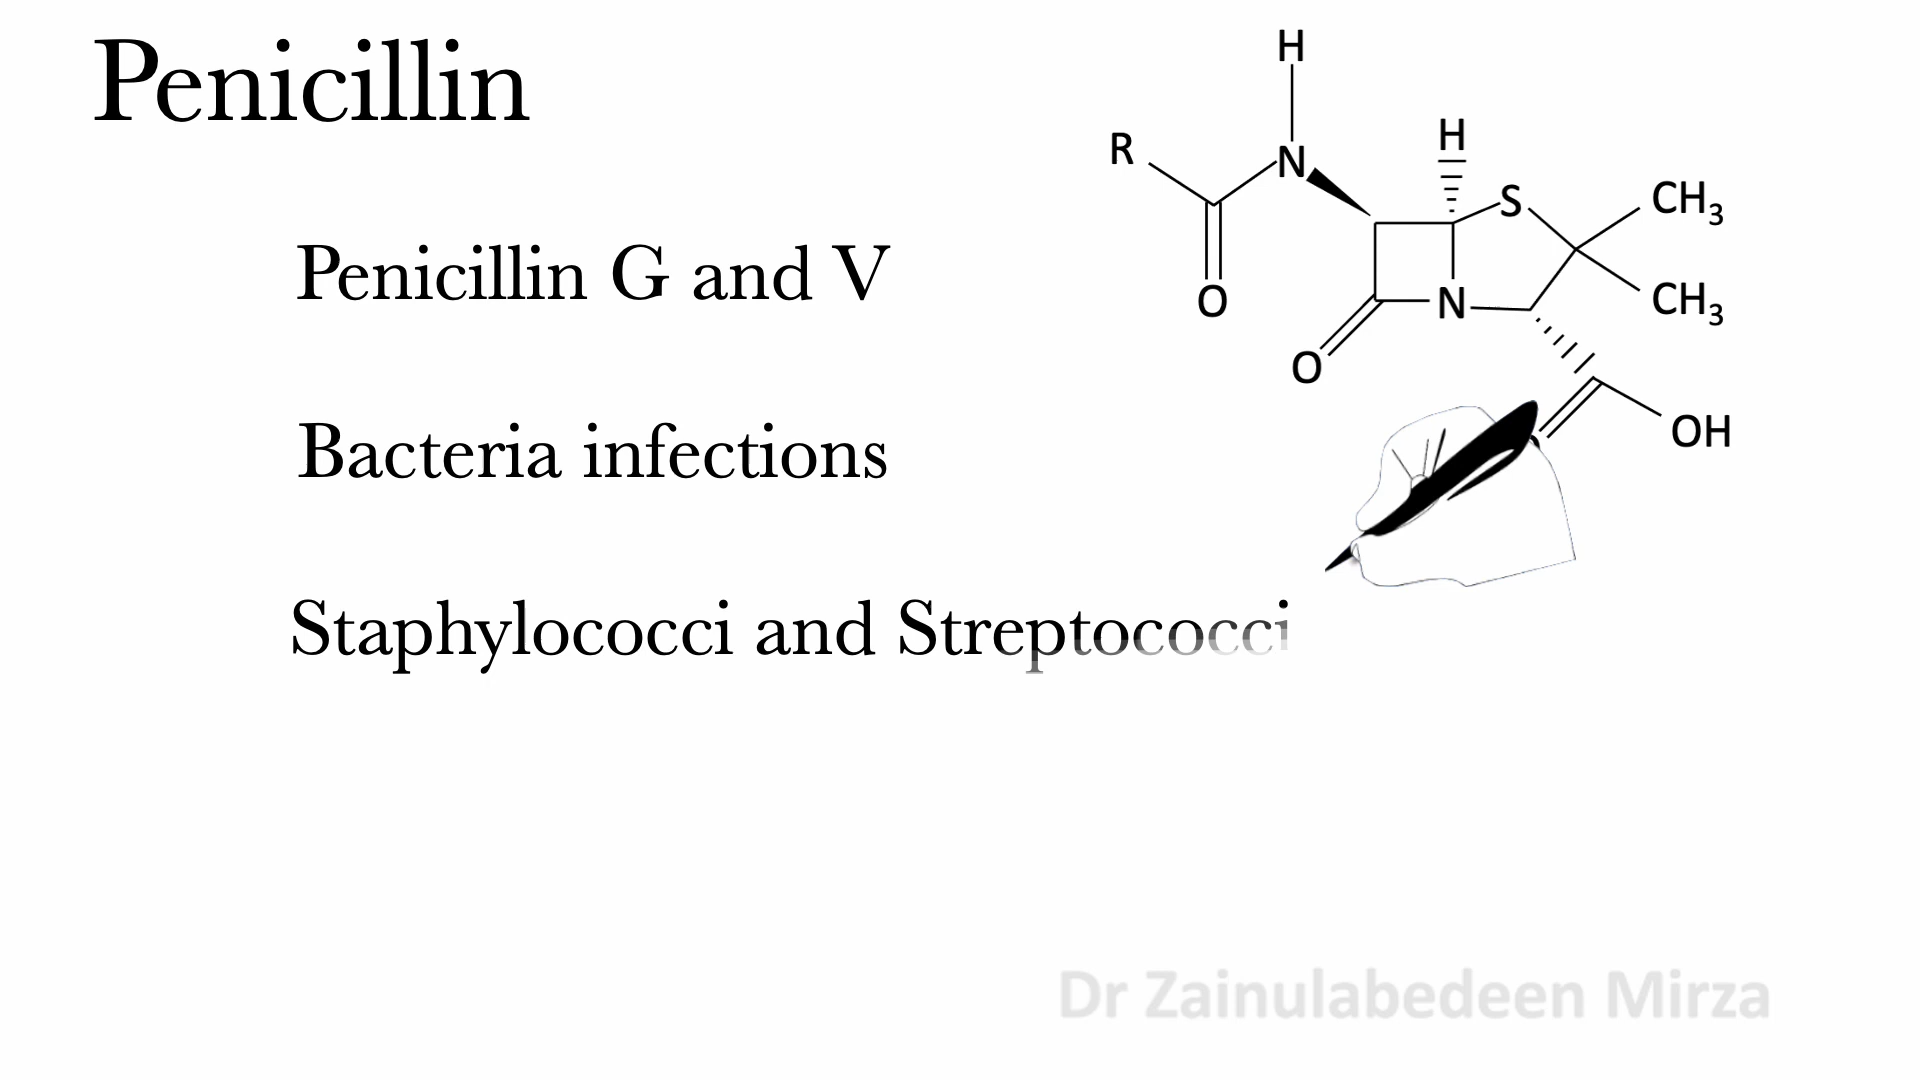 Penicillin
Penicillin G and V
Bacteria infections
Staphylococci and Streptococci
H
H
R
N
S
CH₃
O
N
CH₃
O
OH
Dr Zainulabedeen Mirza